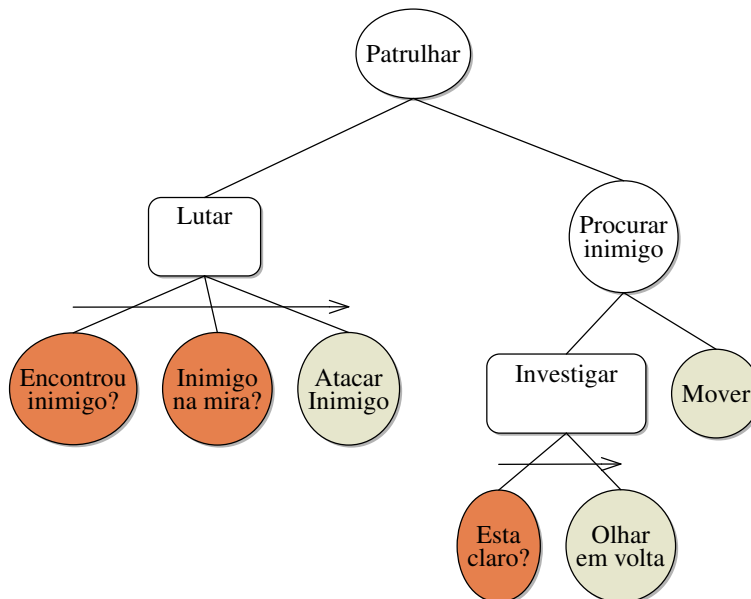 Patrulhar
Lutar
Procurar
inimigo
Encontrou
inimigo?
Inimigo
na mira?
Atacar
Inimigo
Investigar
Mover
Esta
claro?
Olhar
em volta